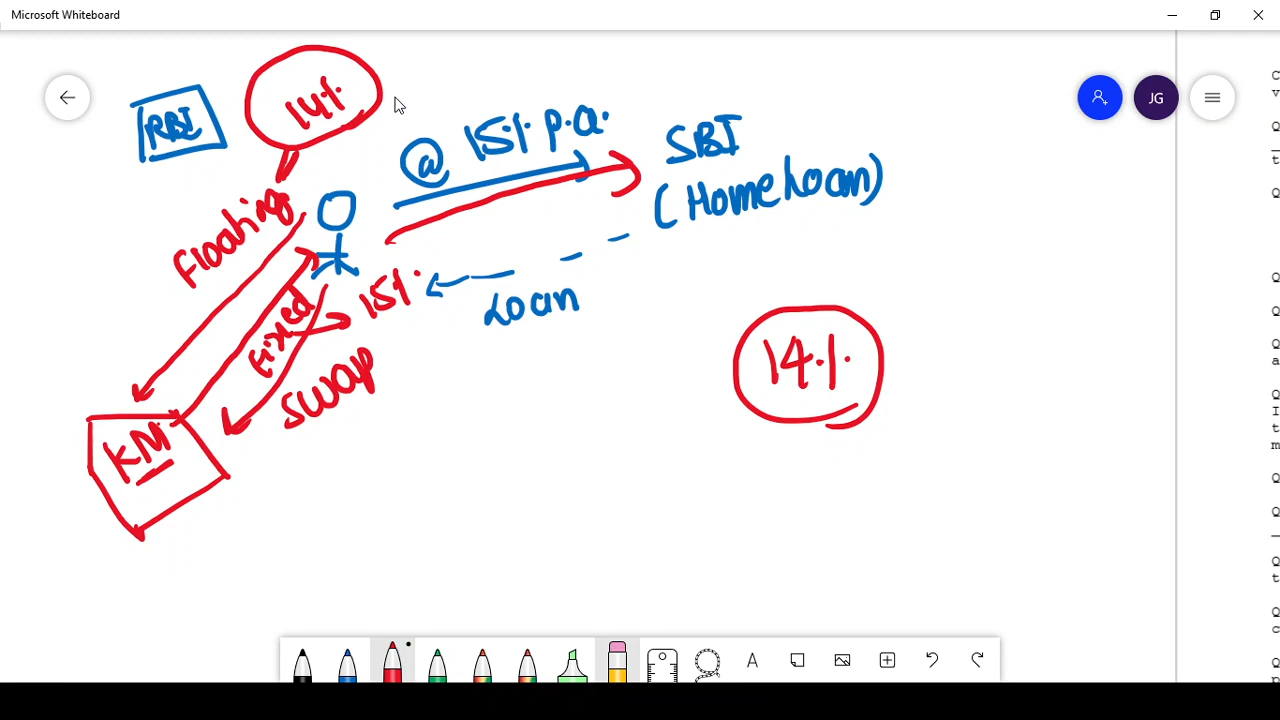 Microsoft Whiteboard
RBI
14%
@ 15% p.a.
SBI
(Home Loan)
JG
Floating
Fixed
15%
Loan
swap
14%
KM